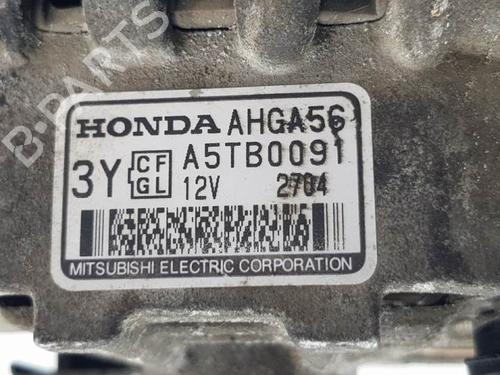 B-PARTS
HONDA AHGA56
3Y CF GL A5TB0091
12V 2704
MITSUBISHI ELECTRIC CORPORATION